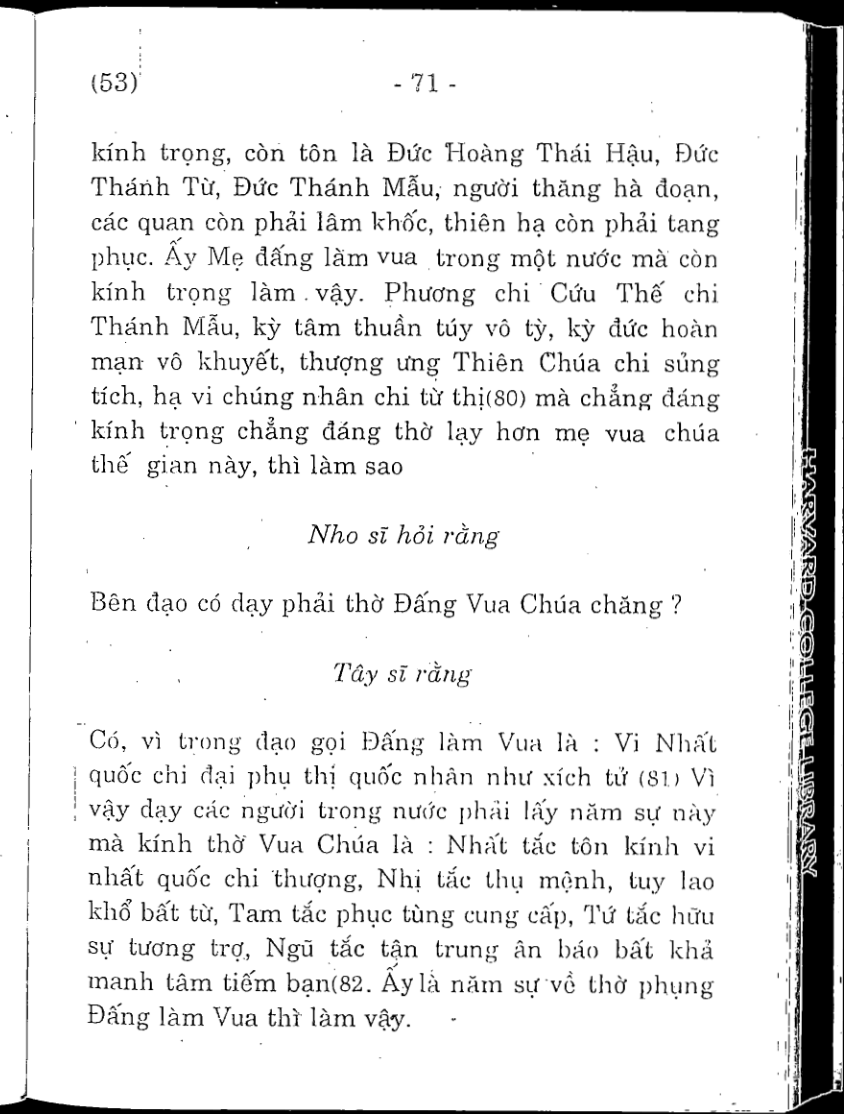 (53) - 71 -
kính trọng, còn tôn là Đức Hoàng Thái Hậu, Đức
Thánh Từ, Đức Thánh Mẫu, người thăng hà đoạn,
các quan còn phải lâm khốc, thiên hạ còn phải tang
phục. Ấy Mẹ đấng làm vua trong một nước mà còn
kính trọng làm vậy. Phương chi Cứu Thế chi
Thánh Mẫu, kỳ tâm thuần túy vô tỳ, kỳ đức hoàn
mạn vô khuyết, thượng ưng Thiên Chúa chi sủng
tích, hạ vi chúng nhân chi từ thị(80) mà chẳng đáng
kính trọng chẳng đáng thờ lạy hơn mẹ vua chúa
thế gian này, thì làm sao
Nho sĩ hỏi rằng
Bên đạo có dạy phải thờ Đấng Vua Chúa chăng ?
Tây sĩ rằng
Có, vì trong đạo gọi Đấng làm Vua là : Vi Nhất
quốc chi đại phụ thị quốc nhân như xích tử (81) Vì
vậy dạy các người trong nước phải lấy năm sự này
mà kính thờ Vua Chúa là : Nhất tắc tôn kính vi
nhất quốc chi thượng, Nhị tắc thụ mệnh, tuy lao
khổ bất từ, Tam tắc phục tùng cung cấp, Tứ tắc hữu
sự tương trợ, Ngũ tắc tận trung ân báo bất khả
manh tâm tiếm bạn(82. Ấy là năm sự về thờ phụng
Đấng làm Vua thì làm vậy.
HARVARD COLLEGE LIBRARY